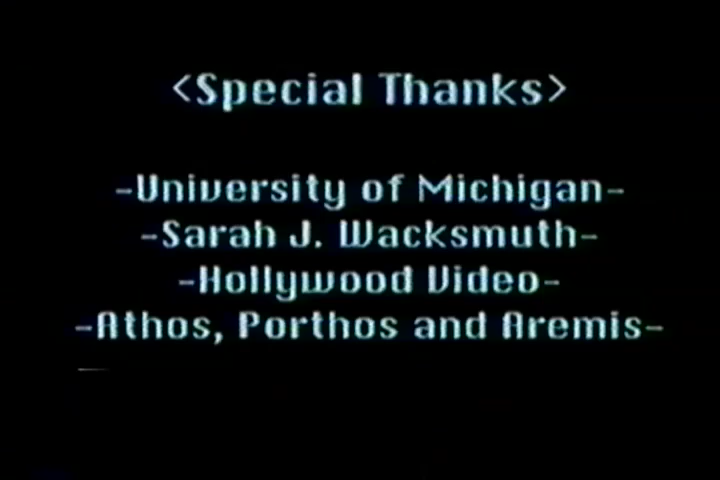 <Special Thanks>
-University of Michigan-
-Sarah J. Wacksmuth-
-Hollywood Video-
-Athos, Porthos and Aremis-